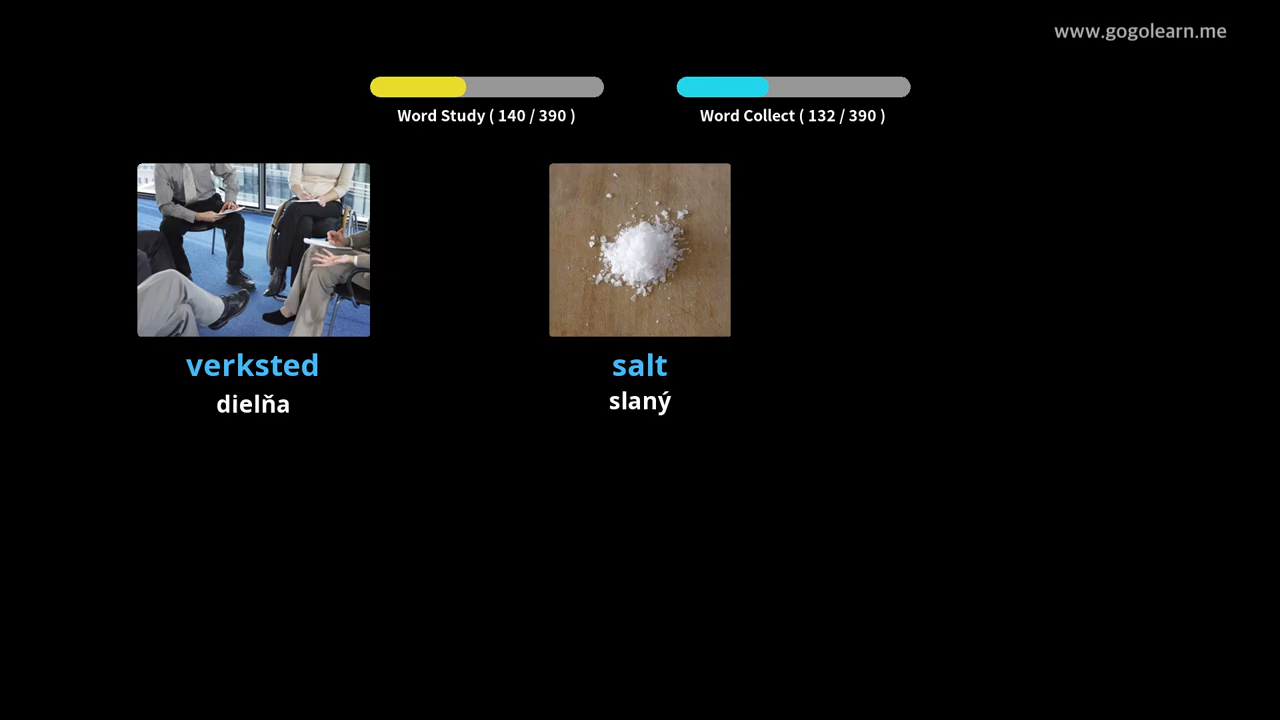 www.gogolearn.me
Word Study ( 140 / 390 )
Word Collect ( 132 / 390 )
verksted
dielňa
salt
slaný